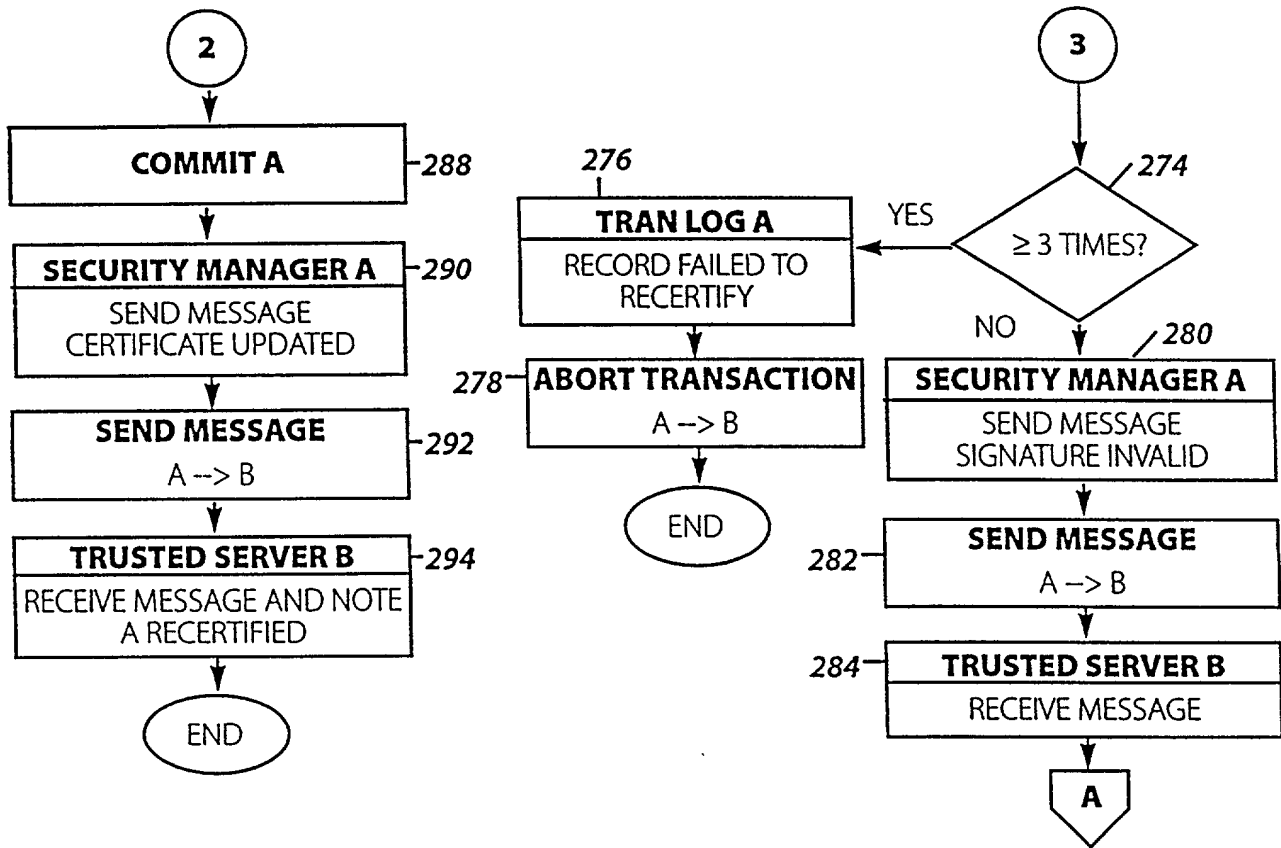 2
COMMIT A
288
SECURITY MANAGER A
290
SEND MESSAGE
CERTIFICATE UPDATED
SEND MESSAGE
292
A --> B
TRUSTED SERVER B
294
RECEIVE MESSAGE AND NOTE
A RECERTIFIED
END
276
TRAN LOG A
RECORD FAILED TO
RECERTIFY
278
ABORT TRANSACTION
A --> B
END
3
274
≥ 3 TIMES?
YES
NO
280
SECURITY MANAGER A
SEND MESSAGE
SIGNATURE INVALID
SEND MESSAGE
282
A --> B
284
TRUSTED SERVER B
RECEIVE MESSAGE
A